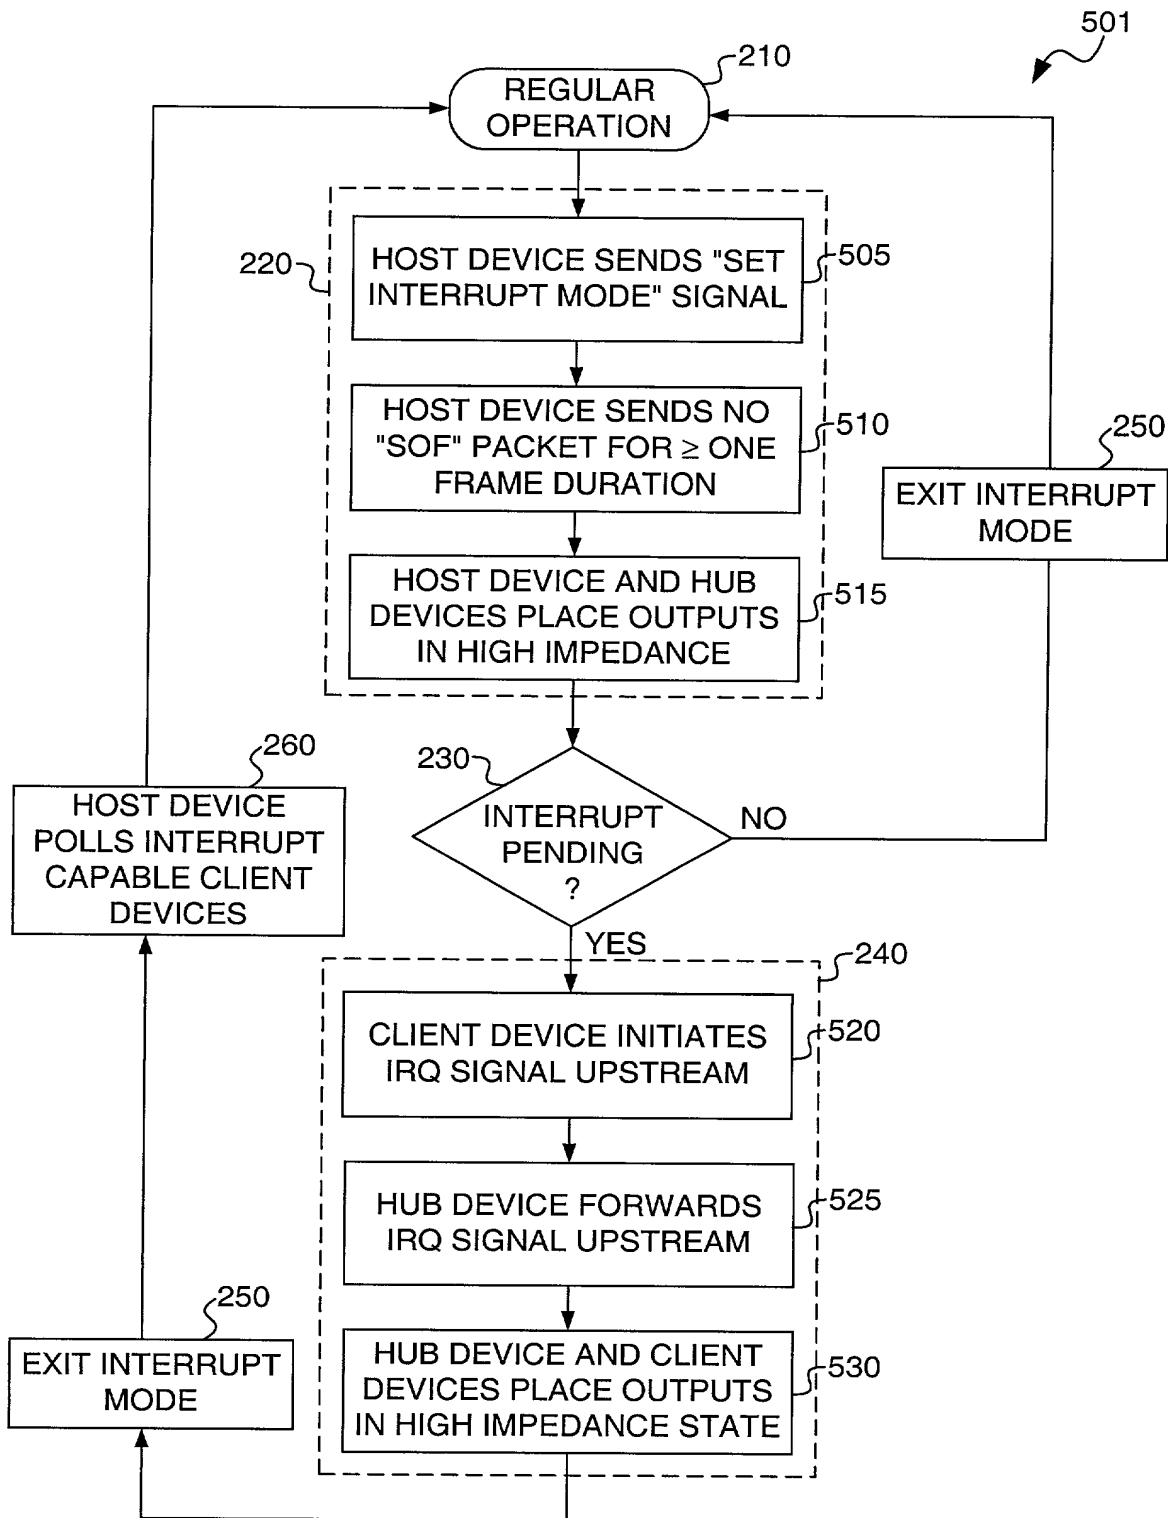 501
210
REGULAR
OPERATION
220
HOST DEVICE SENDS "SET
INTERRUPT MODE" SIGNAL
505
HOST DEVICE SENDS NO
"SOF" PACKET FOR ≥ ONE
FRAME DURATION
510
250
EXIT INTERRUPT
MODE
HOST DEVICE AND HUB
DEVICES PLACE OUTPUTS
IN HIGH IMPEDANCE
515
260
HOST DEVICE
POLLS INTERRUPT
CAPABLE CLIENT
DEVICES
230
INTERRUPT
PENDING
?
NO
YES
240
CLIENT DEVICE INITIATES
IRQ SIGNAL UPSTREAM
520
HUB DEVICE FORWARDS
IRQ SIGNAL UPSTREAM
525
250
EXIT INTERRUPT
MODE
HUB DEVICE AND CLIENT
DEVICES PLACE OUTPUTS
IN HIGH IMPEDANCE STATE
530